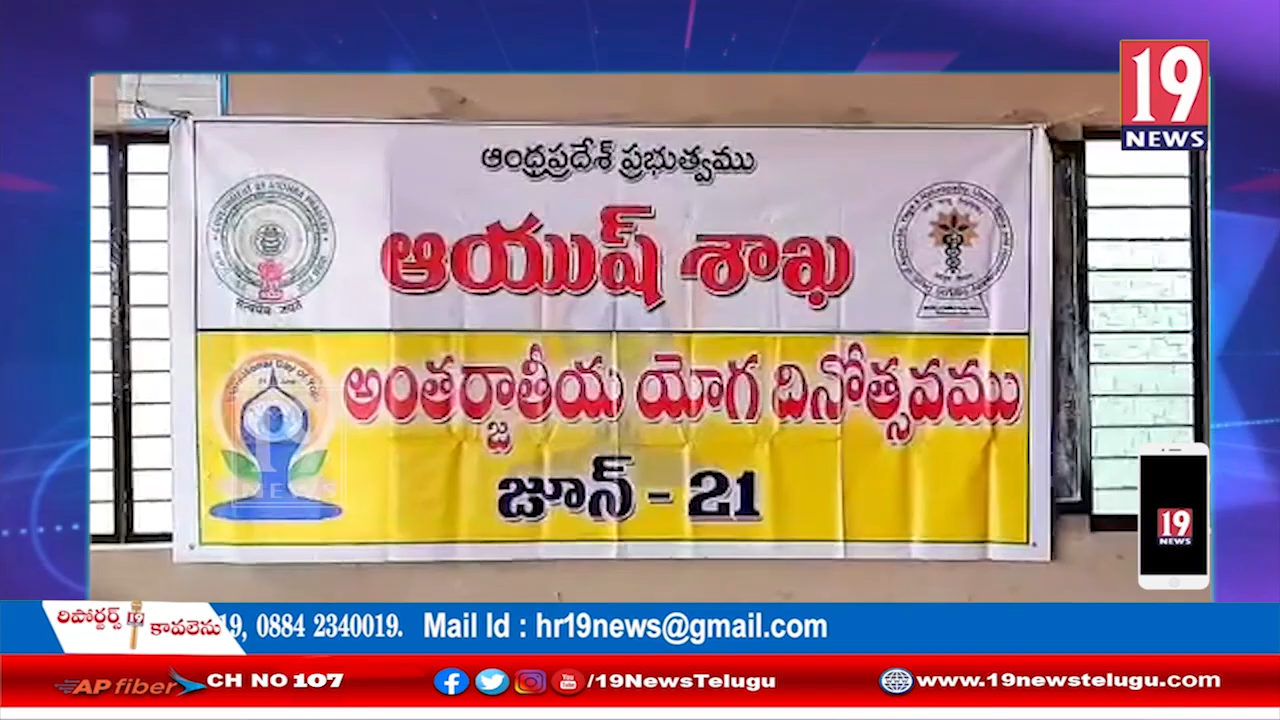 19
NEWS
ఆంధ్రప్రదేశ్ ప్రభుత్వము
ఆయుష్ శాఖ
అంతర్జాతీయ యోగ దినోత్సవము
జూన్ - 21
19
NEWS
రిపోర్టర్స్ 19 కావలెను
19, 0884 2340019. Mail Id : hr19news@gmail.com
AP fiber CH NO 107
/19NewsTelugu
www.19newstelugu.com